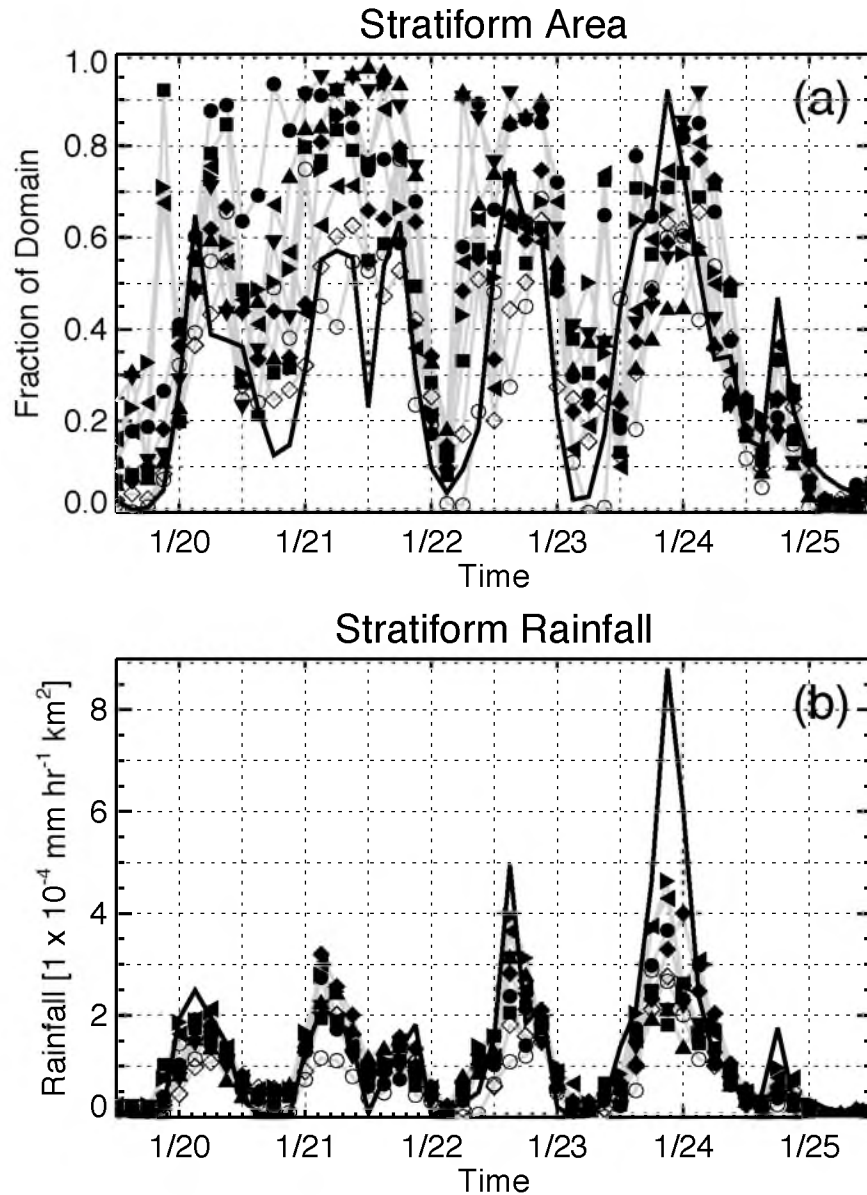 Stratiform Area
(a)
1.0
0.8
0.6
0.4
0.2
0.0
Fraction of Domain
1/20 1/21 1/22 1/23 1/24 1/25
Time
Stratiform Rainfall
(b)
8
6
4
2
0
Rainfall [1 x 10⁻⁴ mm hr⁻¹ km²]
1/20 1/21 1/22 1/23 1/24 1/25
Time